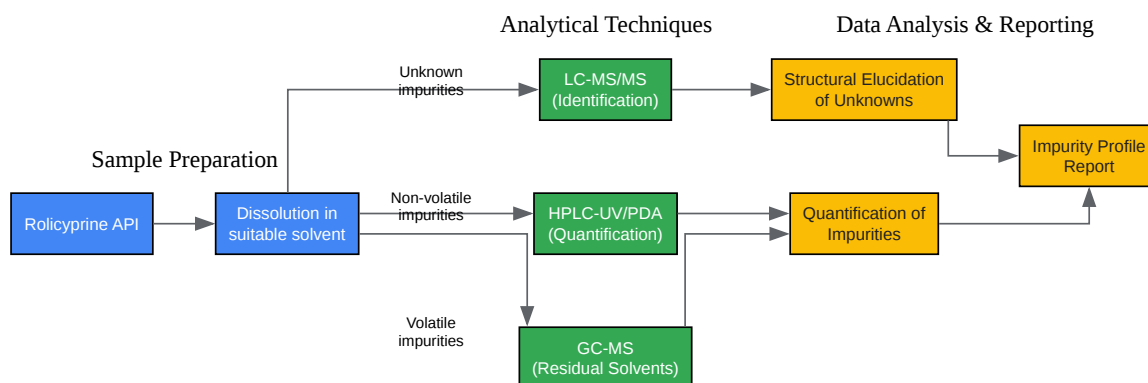 Analytical Techniques
Data Analysis & Reporting
Unknown
impurities
LC-MS/MS
(Identification)
Structural Elucidation
of Unknowns
Sample Preparation
Impurity Profile
Report
Rolicyprine API
Dissolution in
suitable solvent
Non-volatile
impurities
HPLC-UV/PDA
(Quantification)
Quantification of
Impurities
Volatile
impurities
GC-MS
(Residual Solvents)